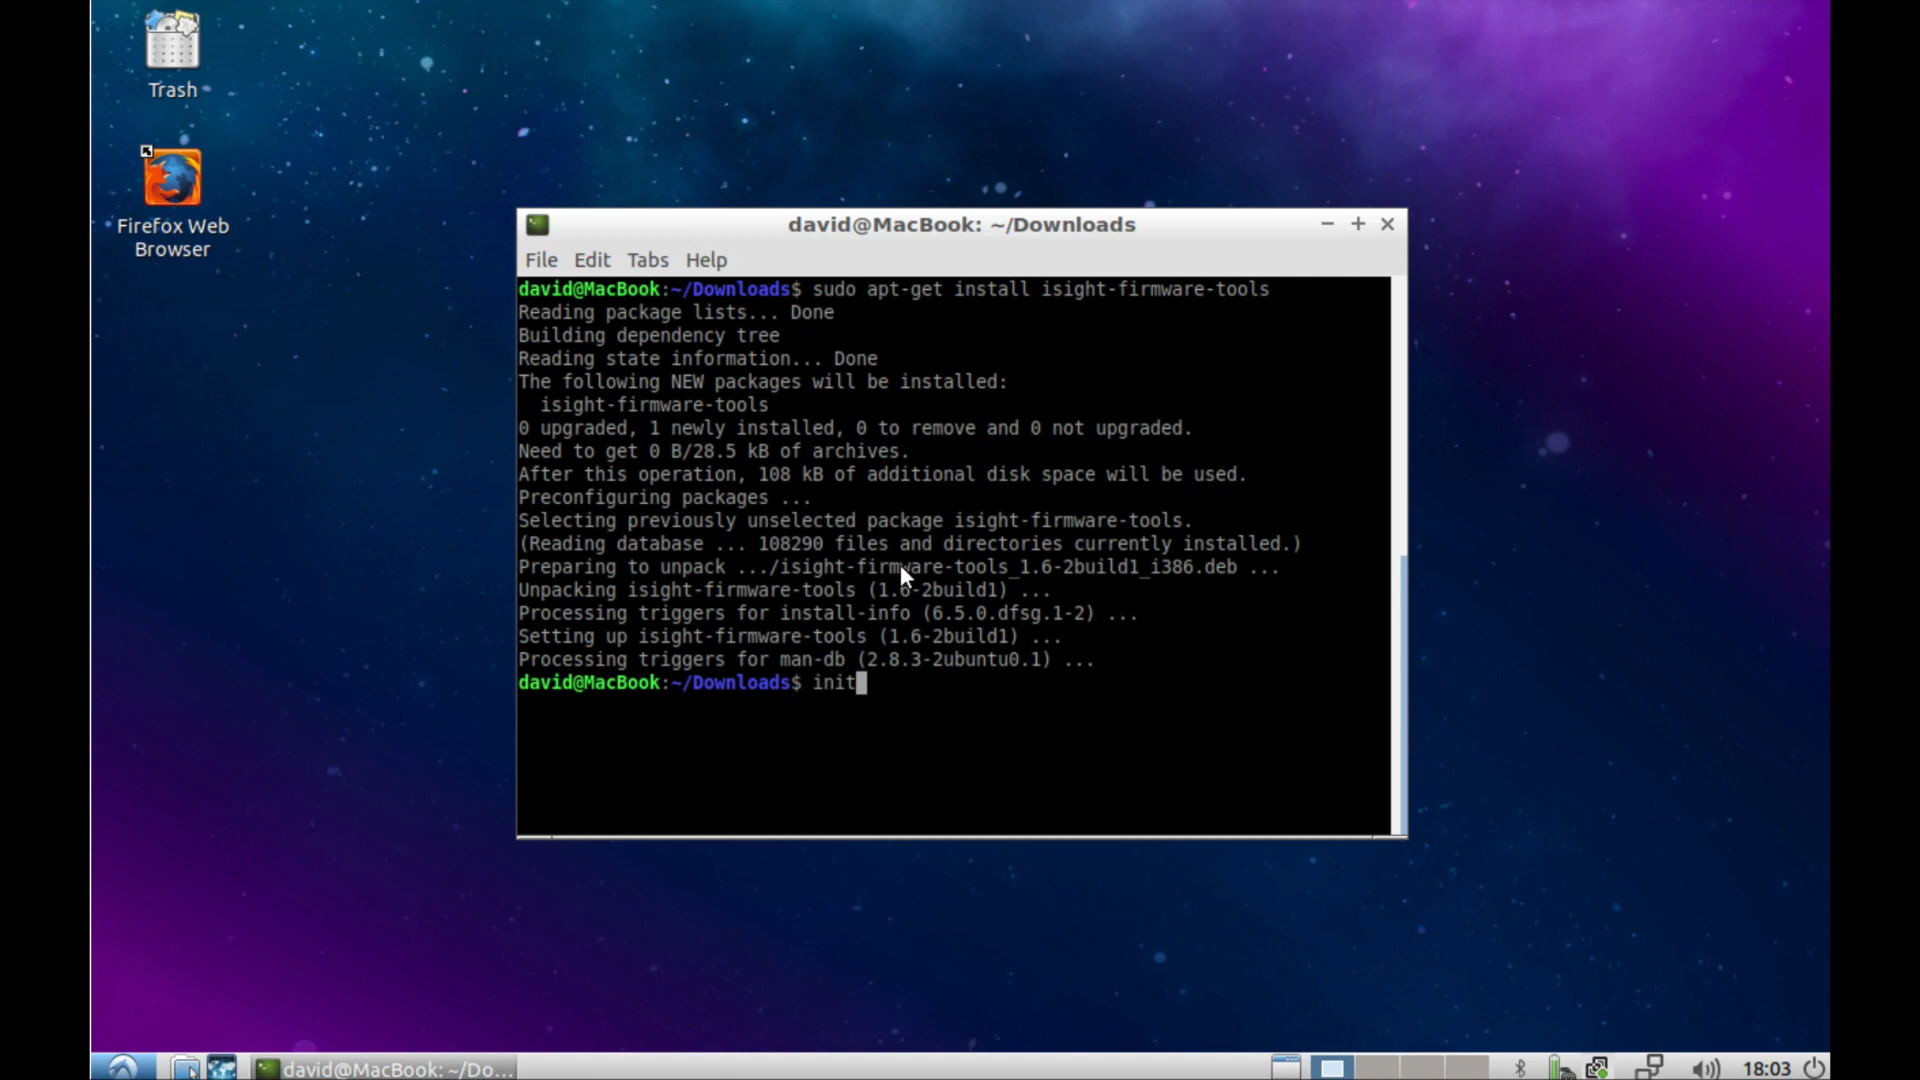 Trash
Firefox Web
Browser
david@MacBook: ~/Downloads
File Edit Tabs Help
david@MacBook:~/Downloads$ sudo apt-get install isight-firmware-tools
Reading package lists... Done
Building dependency tree
Reading state information... Done
The following NEW packages will be installed:
isight-firmware-tools
0 upgraded, 1 newly installed, 0 to remove and 0 not upgraded.
Need to get 0 B/28.5 kB of archives.
After this operation, 108 kB of additional disk space will be used.
Preconfiguring packages ...
Selecting previously unselected package isight-firmware-tools.
(Reading database ... 108290 files and directories currently installed.)
Preparing to unpack .../isight-firmware-tools_1.6-2build1_i386.deb ...
Unpacking isight-firmware-tools (1.6-2build1) ...
Processing triggers for install-info (6.5.0.dfsg.1-2) ...
Setting up isight-firmware-tools (1.6-2build1) ...
Processing triggers for man-db (2.8.3-2ubuntu0.1) ...
david@MacBook:~/Downloads$ init
david@MacBook: ~/Do...
18:03